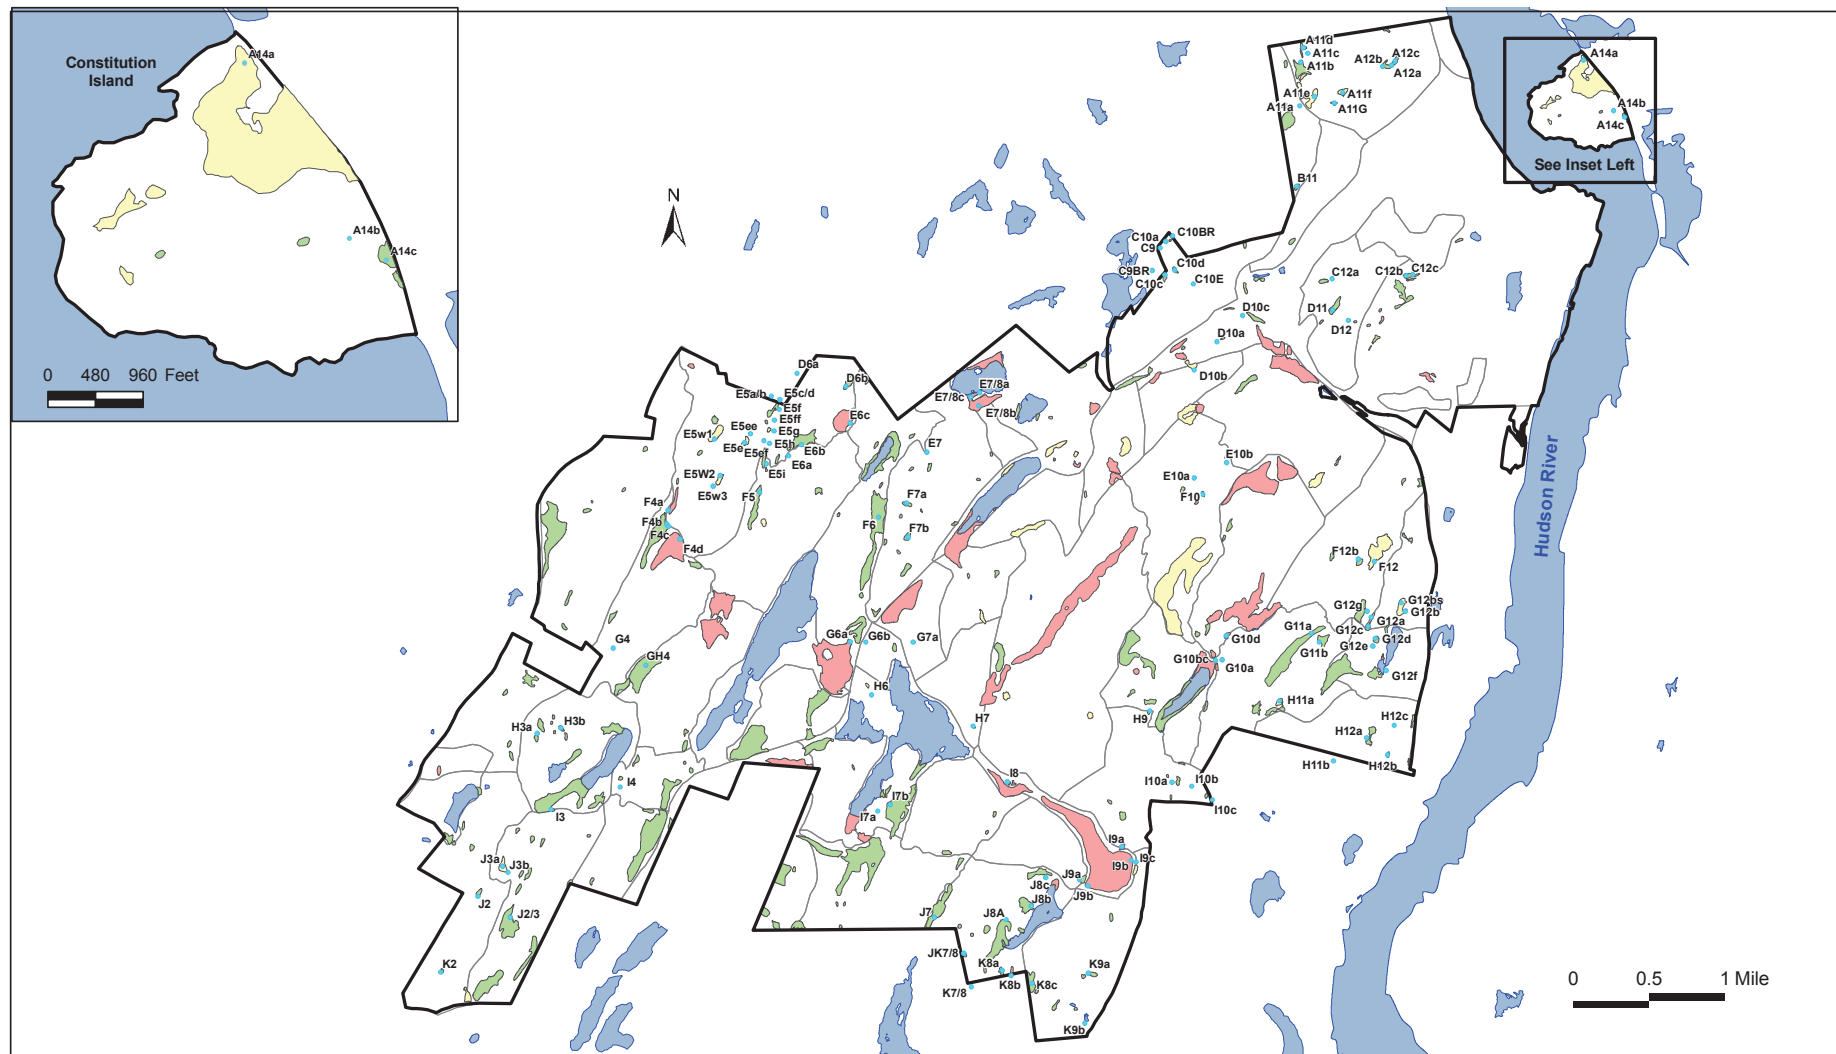 Constitution
Island
A14a
A14b
A14c
0 480 960 Feet
N
A11d
A11c
A11b
A12b
A12c
A12a
A11e
A11f
A11a
A11G
A14a
A14b
A14c
See Inset Left
B11
C10a
C10BR
C9
C9BR
C10d
C10c
C10E
C12a
C12b
C12c
D10c
D11
D12
D10a
D10b
D6a
D6b
E5a/b
E5c/d
E5f
E5ff
E5g
E5ee
E5w1
E5e
E5h
E5ef
E6b
E6a
E5i
E6c
E7/8a
E7/8c
E7/8b
E7
E5W2
E5w3
F5
F4a
F4b
F4c
F4d
F6
F7a
F7b
E10b
E10a
F10
Hudson River
F12b
F12
G12bs
G12g
G12b
G12a
G12c
G12d
G12e
G12f
G11a
G11b
G10d
G10bc
G10a
G4
GH4
G6a
G6b
G7a
H6
H7
H9
H11a
H12c
H12a
H11b
H12b
H3a
H3b
I4
I3
I7b
I7a
I8
I10a
I10b
I10c
I9a
I9b
I9c
J3a
J3b
J2
J2/3
J9a
J8c
J9b
J8b
J8A
J7
JK7/8
K2
K8a
K8b
K8c
K7/8
K9a
K9b
0 0.5 1 Mile